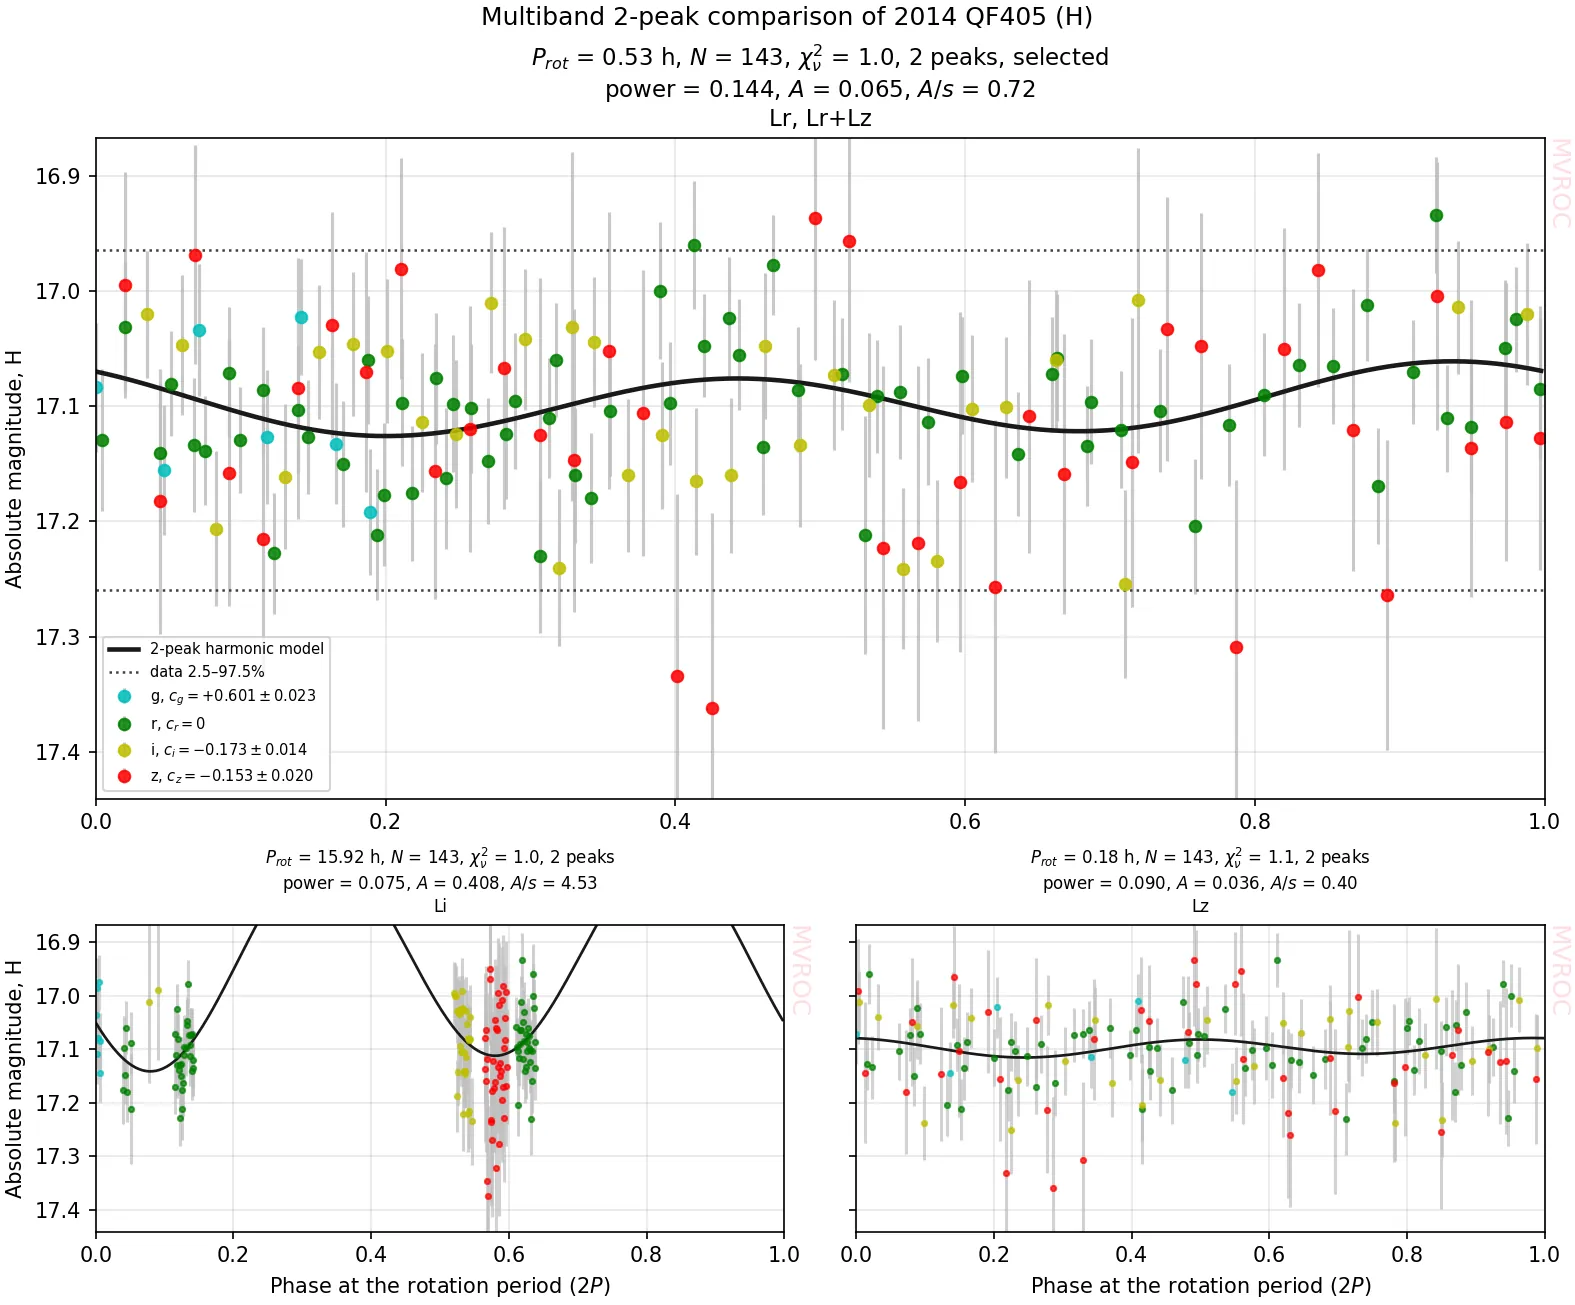 Multiband 2-peak comparison of 2014 QF405 (H)
P_rot = 0.53 h, N = 143, χ²_ν = 1.0, 2 peaks, selected
power = 0.144, A = 0.065, A/s = 0.72
Lr, Lr+Lz
MVROC
Absolute magnitude, H
16.9
17.0
17.1
17.2
17.3
17.4
2-peak harmonic model
data 2.5–97.5%
g, c_g = +0.601 ± 0.023
r, c_r = 0
i, c_i = −0.173 ± 0.014
z, c_z = −0.153 ± 0.020
0.0 0.2 0.4 0.6 0.8 1.0
P_rot = 15.92 h, N = 143, χ²_ν = 1.0, 2 peaks
power = 0.075, A = 0.408, A/s = 4.53
Li
MVROC
Absolute magnitude, H
16.9
17.0
17.1
17.2
17.3
17.4
0.0 0.2 0.4 0.6 0.8 1.0
Phase at the rotation period (2P)
P_rot = 0.18 h, N = 143, χ²_ν = 1.1, 2 peaks
power = 0.090, A = 0.036, A/s = 0.40
Lz
MVROC
0.0 0.2 0.4 0.6 0.8 1.0
Phase at the rotation period (2P)